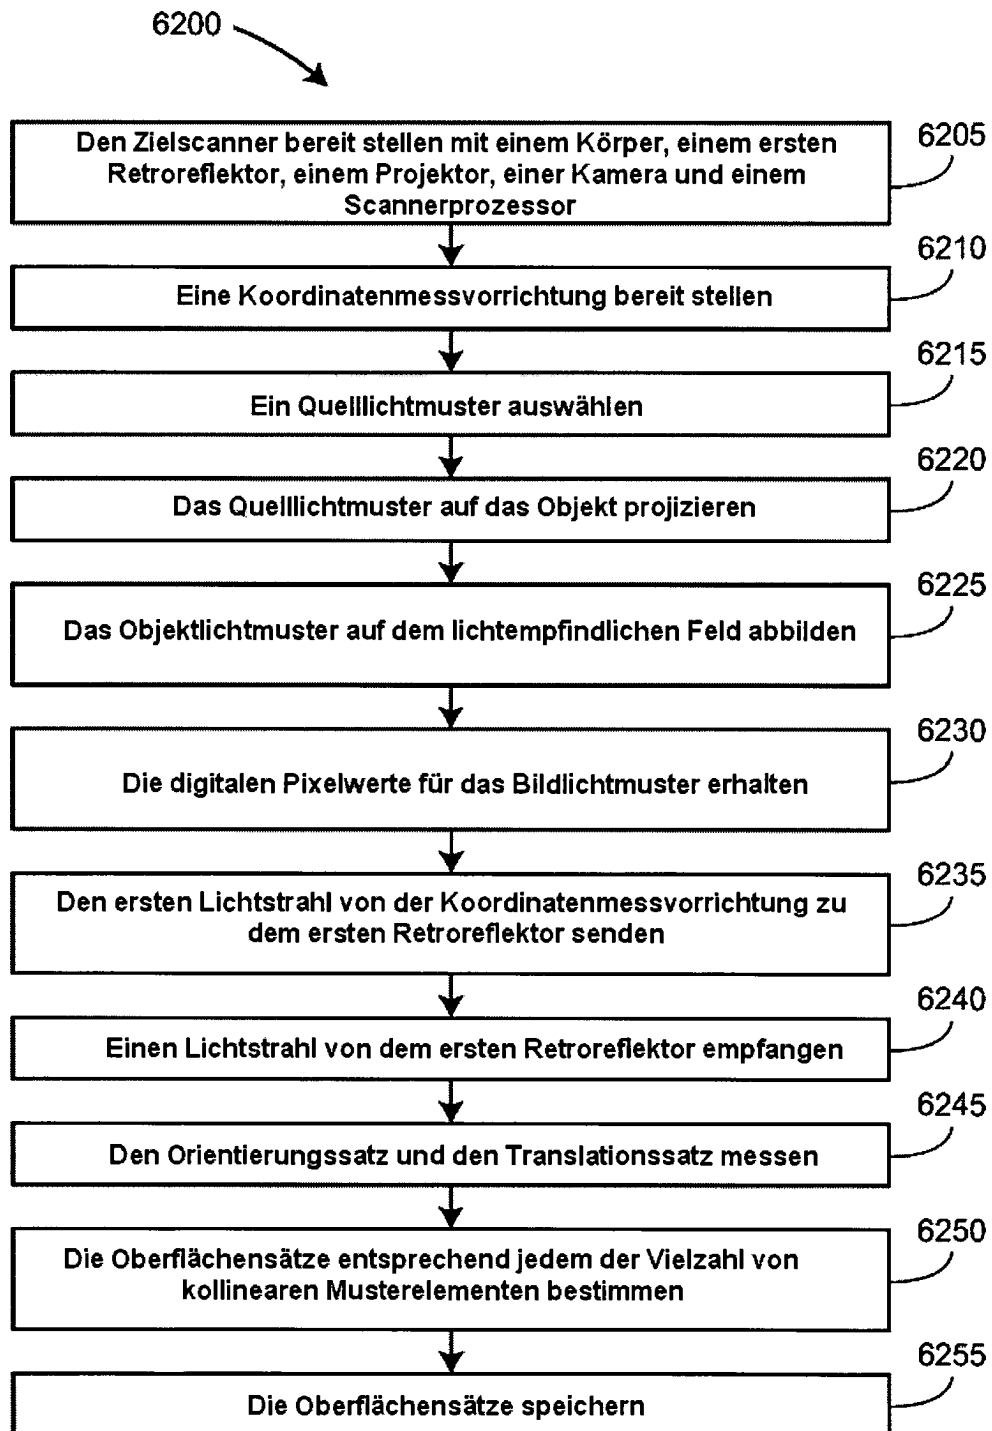 6200
Den Zielscanner bereit stellen mit einem Körper, einem ersten
Retroreflektor, einem Projektor, einer Kamera und einem
Scannerprozessor
6205
Eine Koordinatenmessvorrichtung bereit stellen
6210
Ein Quelllichtmuster auswählen
6215
Das Quelllichtmuster auf das Objekt projizieren
6220
Das Objektlichtmuster auf dem lichtempfindlichen Feld abbilden
6225
Die digitalen Pixelwerte für das Bildlichtmuster erhalten
6230
Den ersten Lichtstrahl von der Koordinatenmessvorrichtung zu
dem ersten Retroreflektor senden
6235
Einen Lichtstrahl von dem ersten Retroreflektor empfangen
6240
Den Orientierungssatz und den Translationssatz messen
6245
Die Oberflächensätze entsprechend jedem der Vielzahl von
kollinearen Musterelementen bestimmen
6250
Die Oberflächensätze speichern
6255